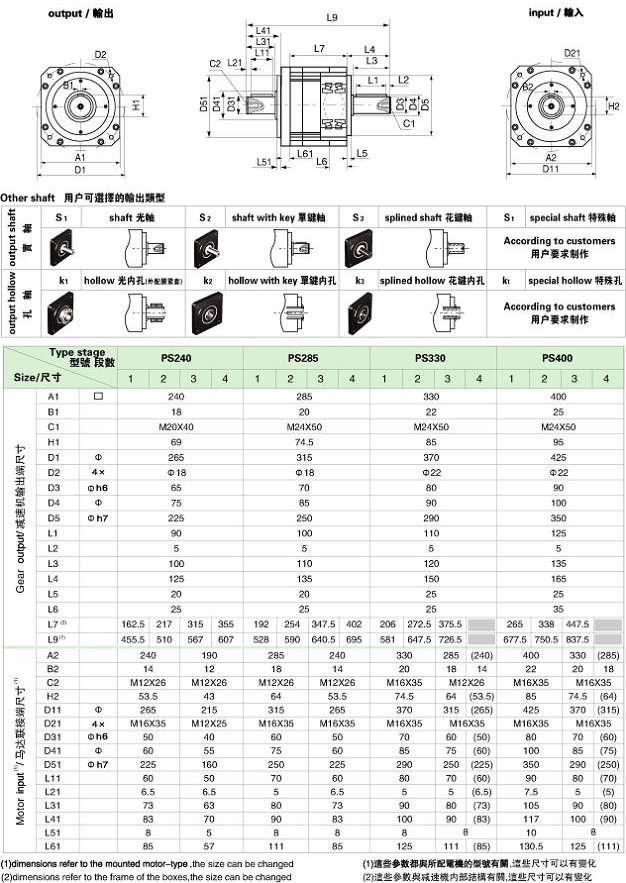 output / 輸出
input / 輸入
L9
L41
L31
L11
L21
C2
L7
L4
L3
L1
L2
D2
B1
H1
A1
D1
D51
D41
D31
D3
D4
D5
C1
L51
L61
L6
L5
D21
B2
H2
A2
D11
Other shaft 用户可選擇的輸出類型
output shaft 實軸
S1 shaft 光軸
S2 shaft with key 單鍵軸
S3 splined shaft 花鍵軸
S1 special shaft 特殊軸
According to customers
用户要求制作
output hollow 孔軸
k1 hollow 光内孔(外配鎖緊套)
k2 hollow with key 單鍵内孔
k3 splined hollow 花鍵内孔
kt special hollow 特殊孔
According to customers
用户要求制作
Type stage 型號 段數 PS240 PS285 PS330 PS400
Size/尺寸 1 2 3 4 1 2 3 4 1 2 3 4 1 2 3 4
Gear output/减速机输出端尺寸
A1 □ 240 285 330 400
B1 18 20 22 25
C1 M20X40 M24X50 M24X50 M24X50
H1 69 74.5 85 95
D1 Φ 265 315 370 425
D2 4× Φ18 Φ18 Φ22 Φ22
D3 Φh6 65 70 80 90
D4 Φ 75 85 90 100
D5 Φh7 225 250 290 350
L1 90 100 110 125
L2 5 5 5 5
L3 100 110 120 135
L4 125 135 150 165
L5 20 20 25 25
L6 25 25 25 35
L7 (2) 162.5 217 315 355 192 254 347.5 402 206 272.5 375.5 265 338 447.5
L9 (1) 455.5 510 567 607 528 590 640.5 695 581 647.5 726.5 677.5 750.5 837.5
Motor input(1)/马达联接端尺寸(1)
A2 240 190 285 240 330 285 (240) 400 330 (285)
B2 14 12 18 14 20 18 14 22 20 18
C2 M12X26 M12X26 M12X26 M12X26 M16X35 M12X26 M16X35 M16X35
H2 53.5 43 64 53.5 74.5 64 (53.5) 85 74.5 (64)
D11 Φ 265 215 315 265 370 315 (265) 425 370 (315)
D21 4× M16X35 M12X25 M16X35 M16X35 M16X35 M16X35 M16X35 M16X35
D31 Φh6 50 40 60 50 70 60 (50) 80 70 (60)
D41 Φ 60 55 75 60 85 75 (60) 100 85 (75)
D51 Φh7 225 160 250 225 290 250 (225) 350 290 (250)
L11 60 50 70 60 80 70 (60) 90 80 (70)
L21 6.5 6.5 5 6.5 5 5 (6.5) 7.5 5 (5)
L31 73 63 80 73 90 80 (73) 105 90 (80)
L41 83 70 90 83 100 90 (83) 117 100 (90)
L51 8 5 8 8 8 8 10 8
L61 85 57 111 85 125 111 (85) 130.5 125 (111)
(1)dimensions refer to the mounted motor-type ,the size can be changed
(1)這些參數都與所配電機的型號有關,這些尺寸可以有變化
(2)dimensions refer to the frame of the boxes,the size can be changed
(2)這些參數與減速機内部結構有關,這些尺寸可以有變化